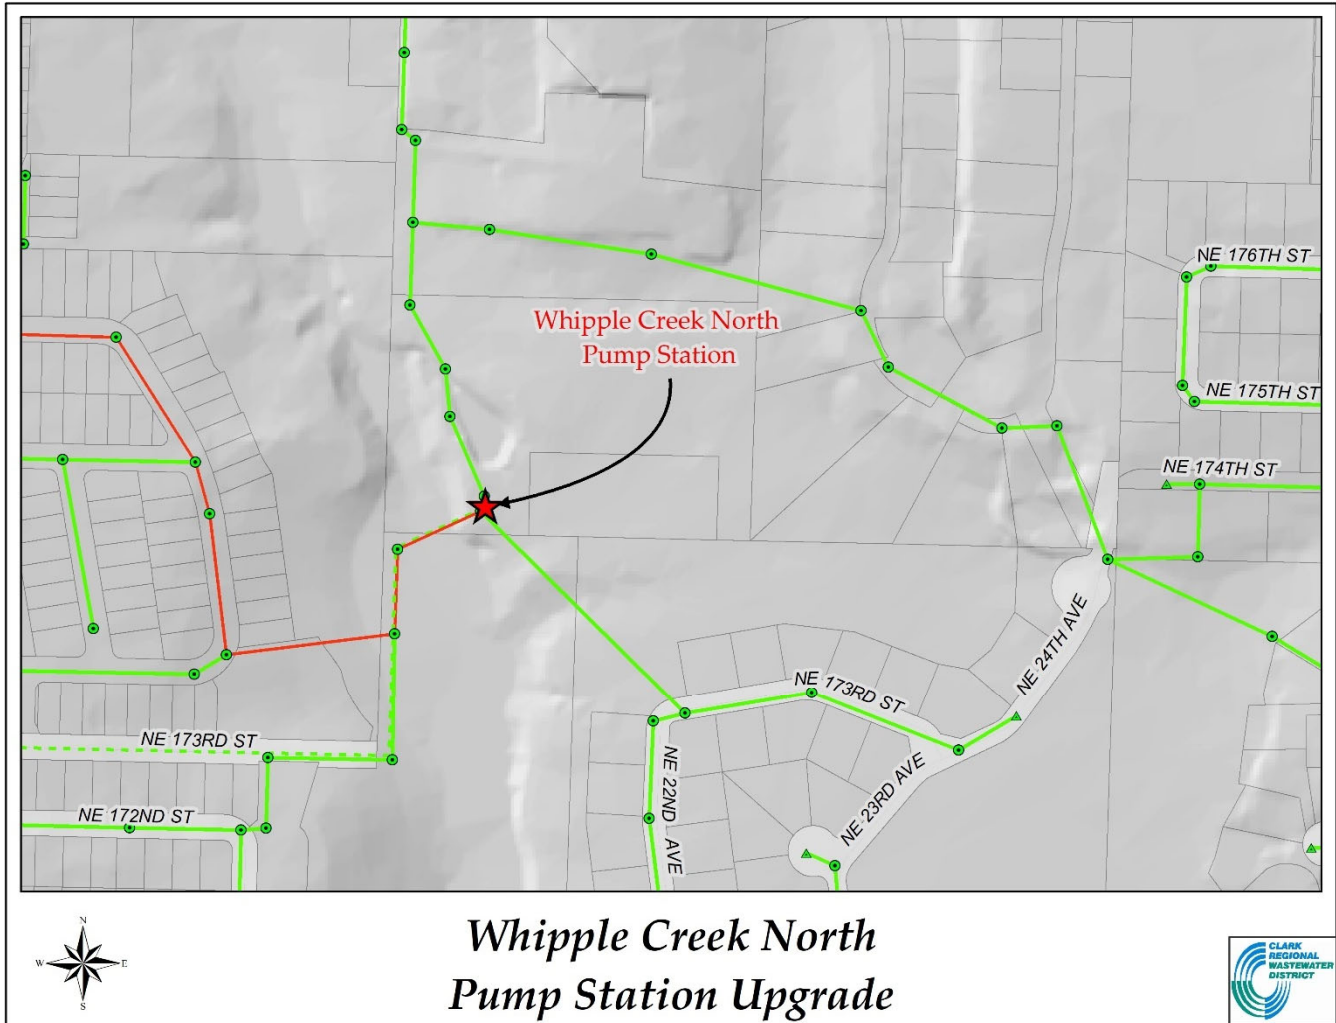 NE 176TH ST
Whipple Creek North
Pump Station
NE 175TH ST
NE 174TH ST
NE 24TH AVE
NE 173RD ST
NE 173RD ST
NE 22ND AVE
NE 23RD AVE
NE 172ND ST
N
W E
S
Whipple Creek North
Pump Station Upgrade
CLARK
REGIONAL
WASTEWATER
DISTRICT